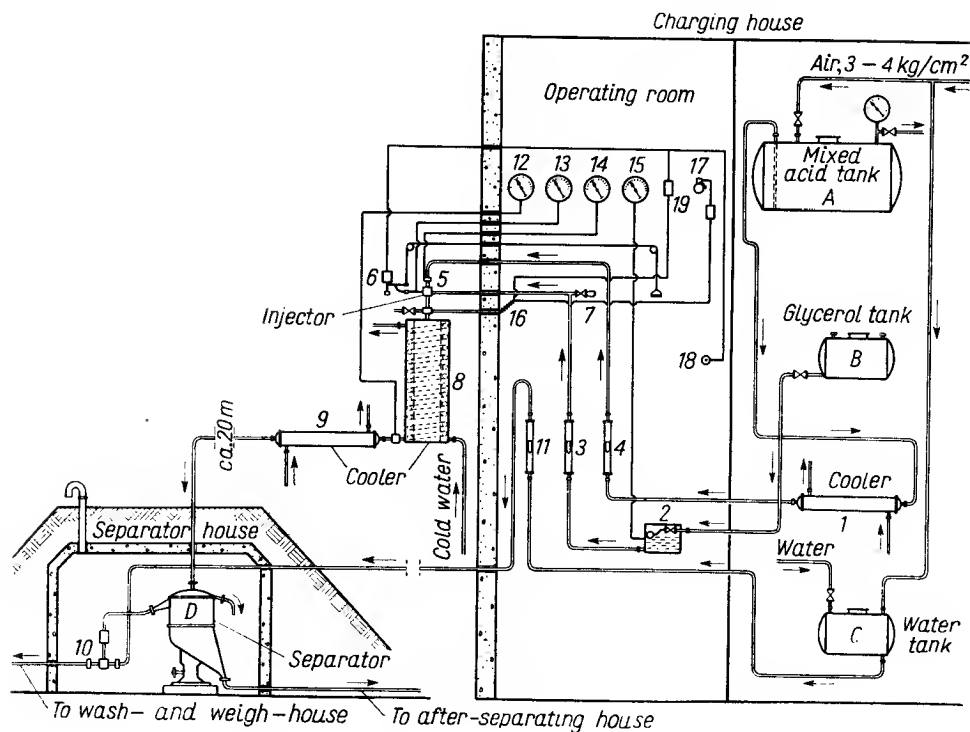 Charging house
Air, 3 – 4 kg/cm²
Operating room
Mixed
acid tank
A
12
13
14
15
17
19
6
5
Injector
16
7
Glycerol tank
B
18
8
9
ca. 20 m
Cooler
Cold water
11
3
4
Cooler
1
2
Water
Separator house
C
Water
tank
D
10
Separator
To wash– and weigh–house
To after–separating house